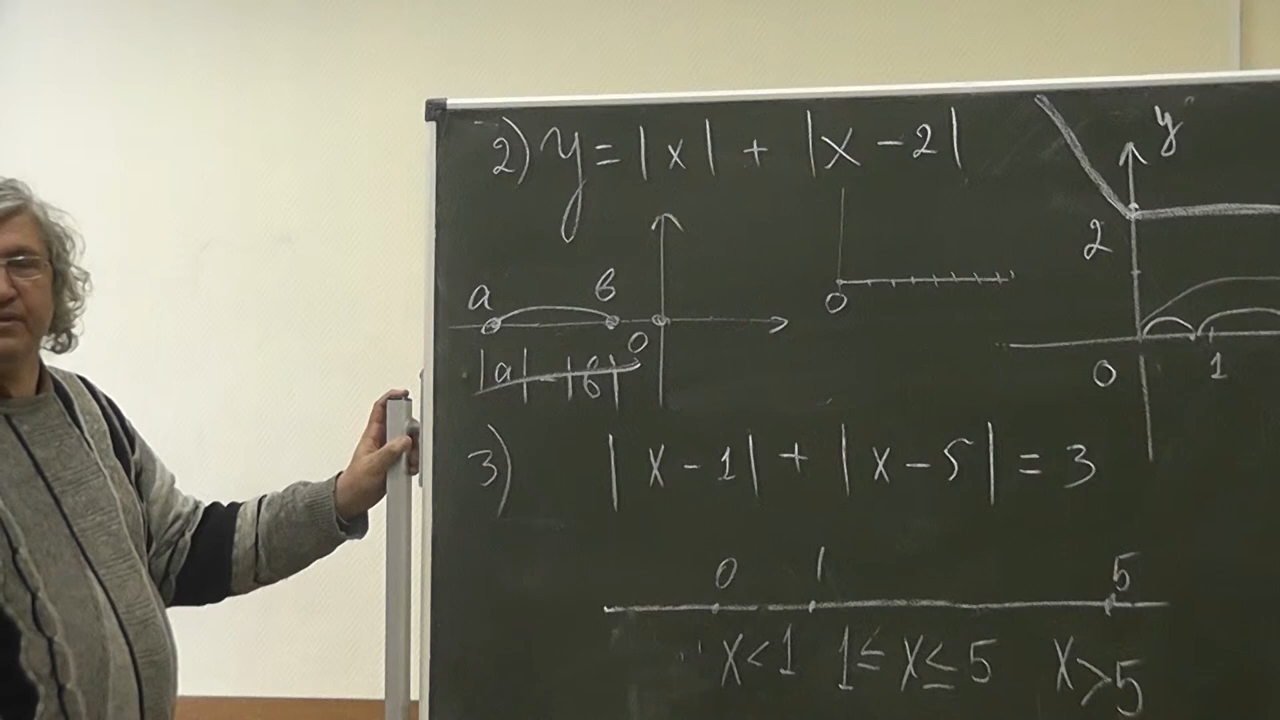 2) y = |x| + |x - 2|
y
2
0 1
a в
0
0
|a| - |в|
3) |x - 1| + |x - 5| = 3
0 1 5
x < 1 1 ≤ x ≤ 5 x > 5